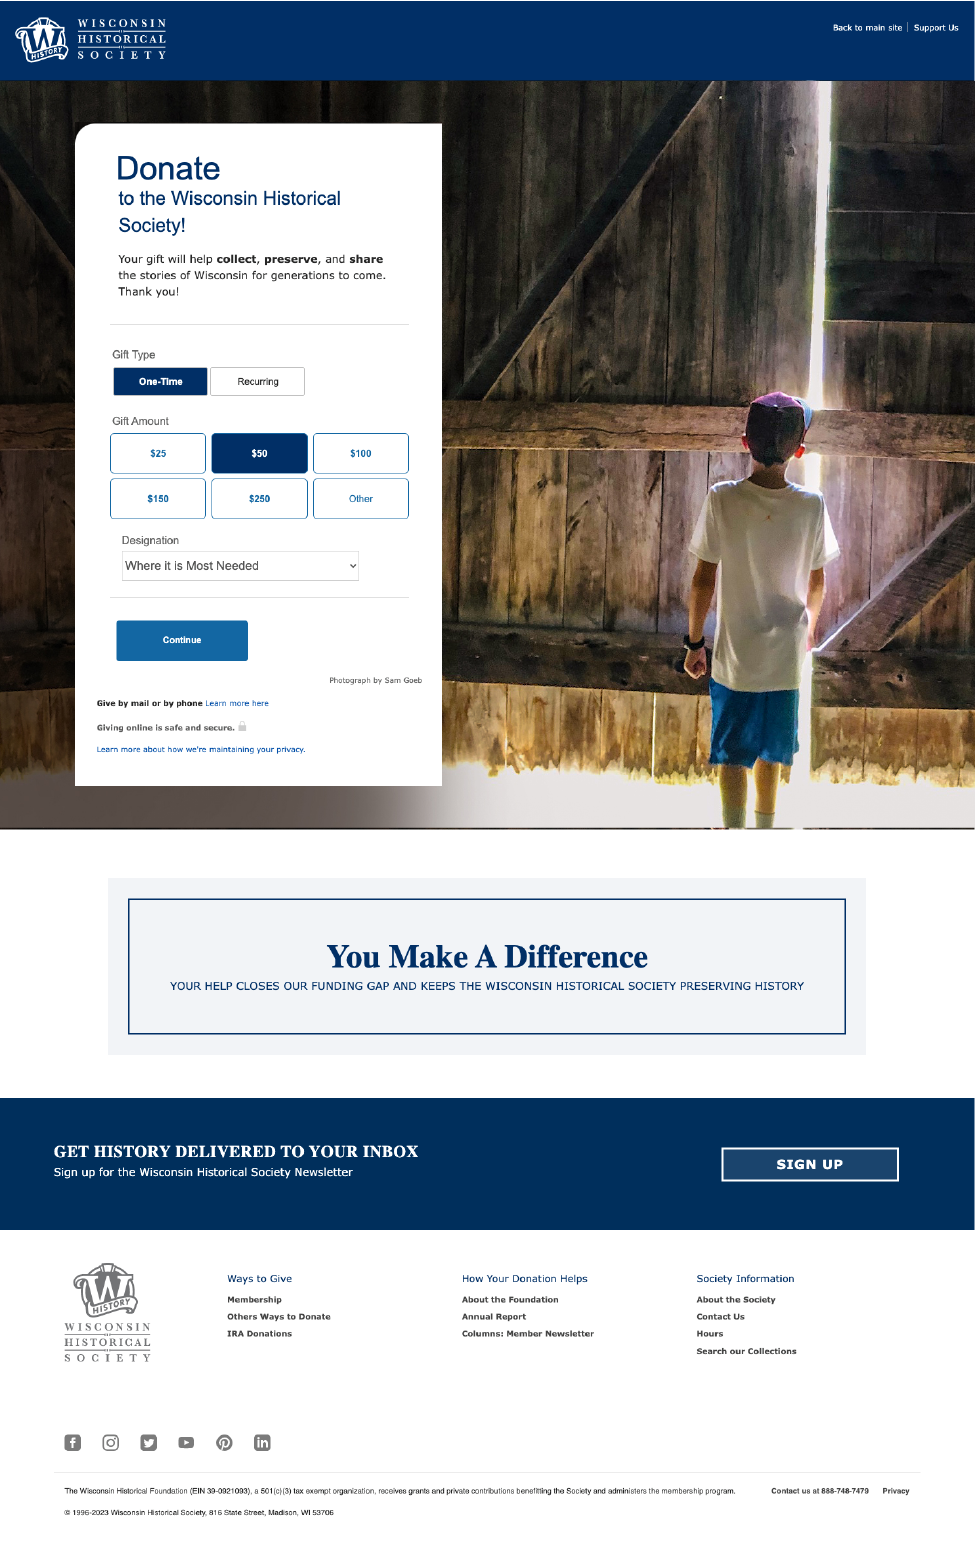 WISCONSIN
HISTORICAL
SOCIETY
W
HISTORY
Back to main site | Support Us
Donate
to the Wisconsin Historical
Society!
Your gift will help collect, preserve, and share
the stories of Wisconsin for generations to come.
Thank you!
Gift Type
One-Time Recurring
Gift Amount
$25 $50 $100
$150 $250 Other
Designation
Where it is Most Needed
Continue
Photograph by Sam Goeb
Give by mail or by phone Learn more here
Giving online is safe and secure.
Learn more about how we're maintaining your privacy.
You Make A Difference
YOUR HELP CLOSES OUR FUNDING GAP AND KEEPS THE WISCONSIN HISTORICAL SOCIETY PRESERVING HISTORY
GET HISTORY DELIVERED TO YOUR INBOX
Sign up for the Wisconsin Historical Society Newsletter
SIGN UP
W
HISTORY
WISCONSIN
HISTORICAL
SOCIETY
Ways to Give
Membership
Others Ways to Donate
IRA Donations
How Your Donation Helps
About the Foundation
Annual Report
Columns: Member Newsletter
Society Information
About the Society
Contact Us
Hours
Search our Collections
The Wisconsin Historical Foundation (EIN 39-0921093), a 501(c)(3) tax exempt organization, receives grants and private contributions benefitting the Society and administers the membership program. Contact us at 888-748-7479 Privacy
© 1996-2023 Wisconsin Historical Society, 816 State Street, Madison, WI 53706